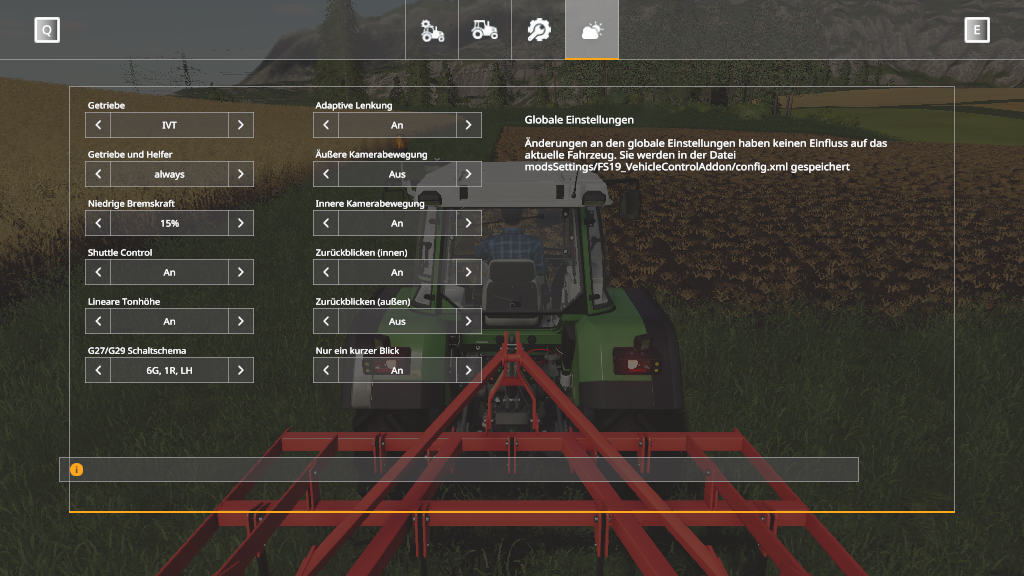 Q
E
Getriebe
IVT
Getriebe und Helfer
always
Niedrige Bremskraft
15%
Shuttle Control
An
Lineare Tonhöhe
An
G27/G29 Schaltschema
6G, 1R, LH
Adaptive Lenkung
An
Äußere Kamerabewegung
Aus
Innere Kamerabewegung
An
Zurückblicken (innen)
An
Zurückblicken (außen)
Aus
Nur ein kurzer Blick
An
Globale Einstellungen
Änderungen an den globale Einstellungen haben keinen Einfluss auf das
aktuelle Fahrzeug. Sie werden in der Datei
modsSettings/FS19_VehicleControlAddon/config.xml gespeichert